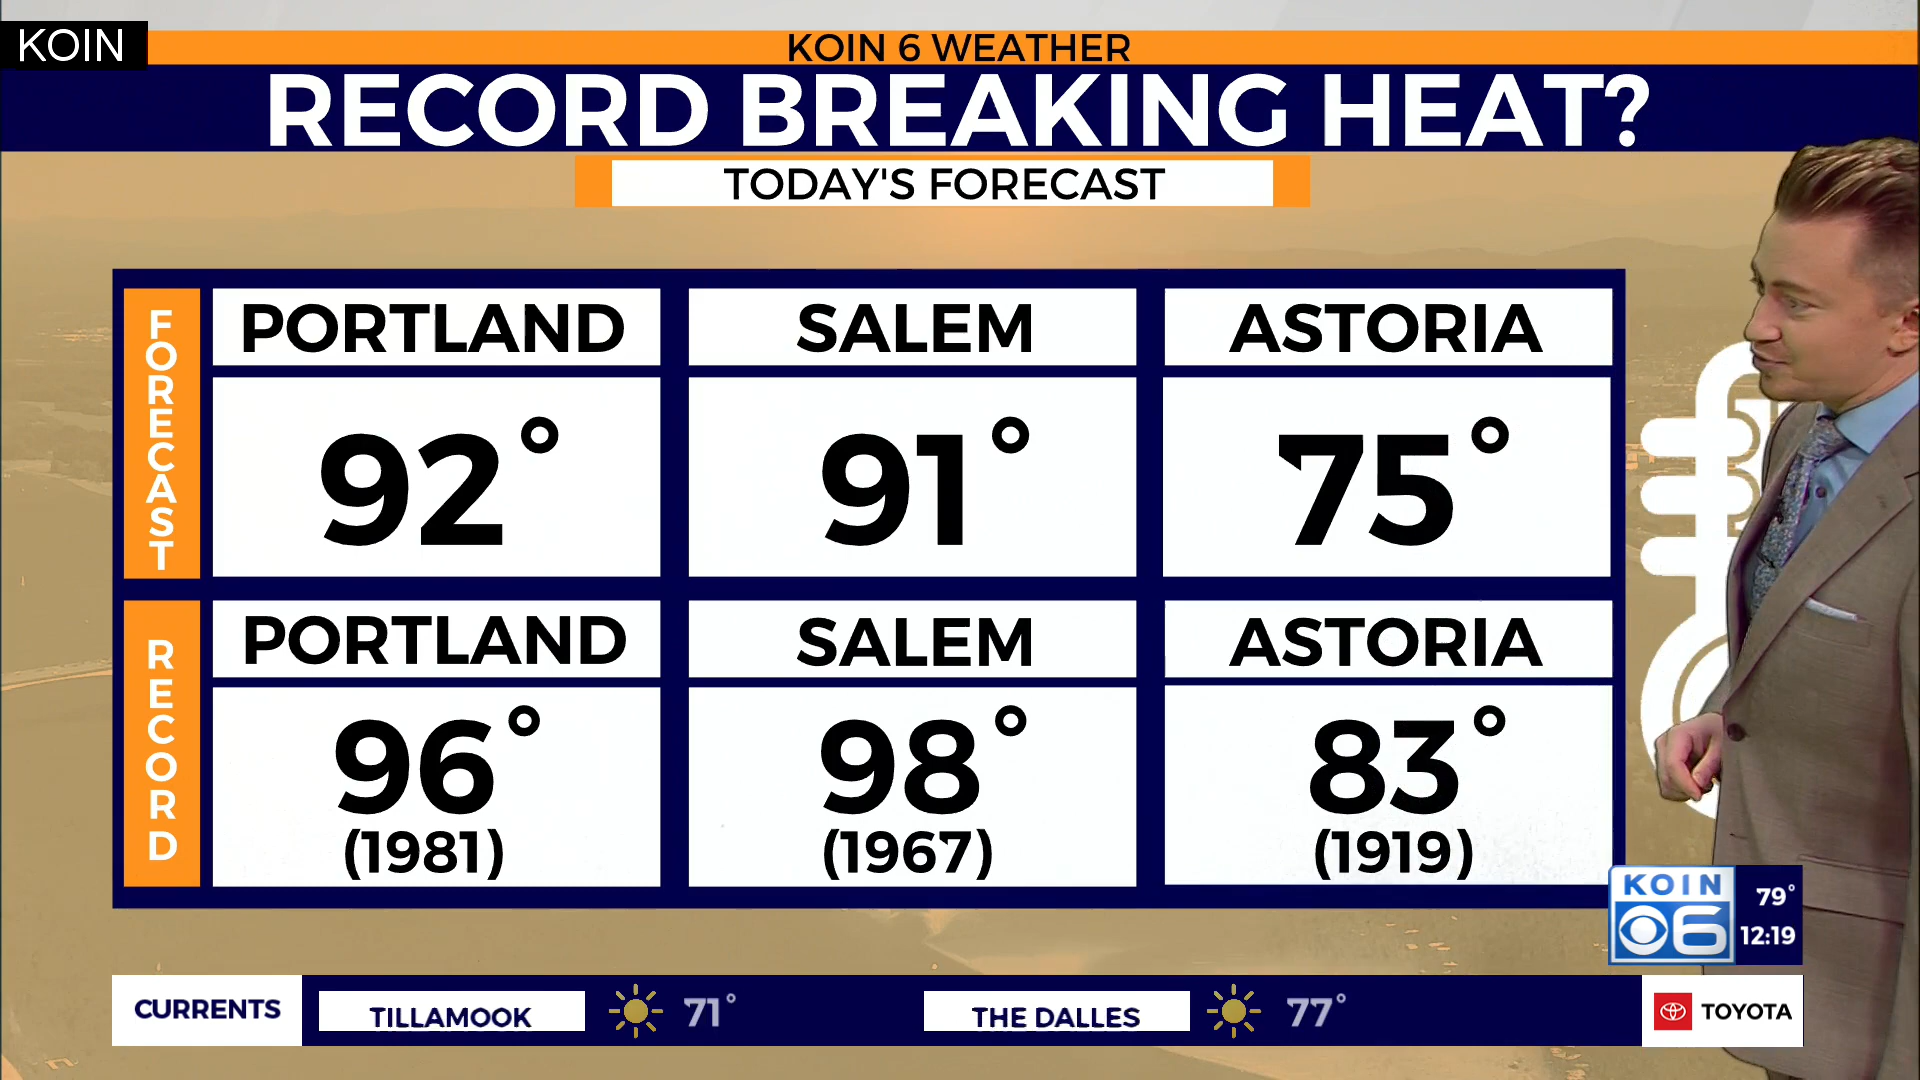 KOIN
KOIN 6 WEATHER
RECORD BREAKING HEAT?
TODAY'S FORECAST
FORECAST
PORTLAND
SALEM
ASTORIA
92°
91°
75°
RECORD
PORTLAND
SALEM
ASTORIA
96°
98°
83°
(1981)
(1967)
(1919)
KOIN
6
79°
12:19
CURRENTS
TILLAMOOK
71°
THE DALLES
77°
TOYOTA